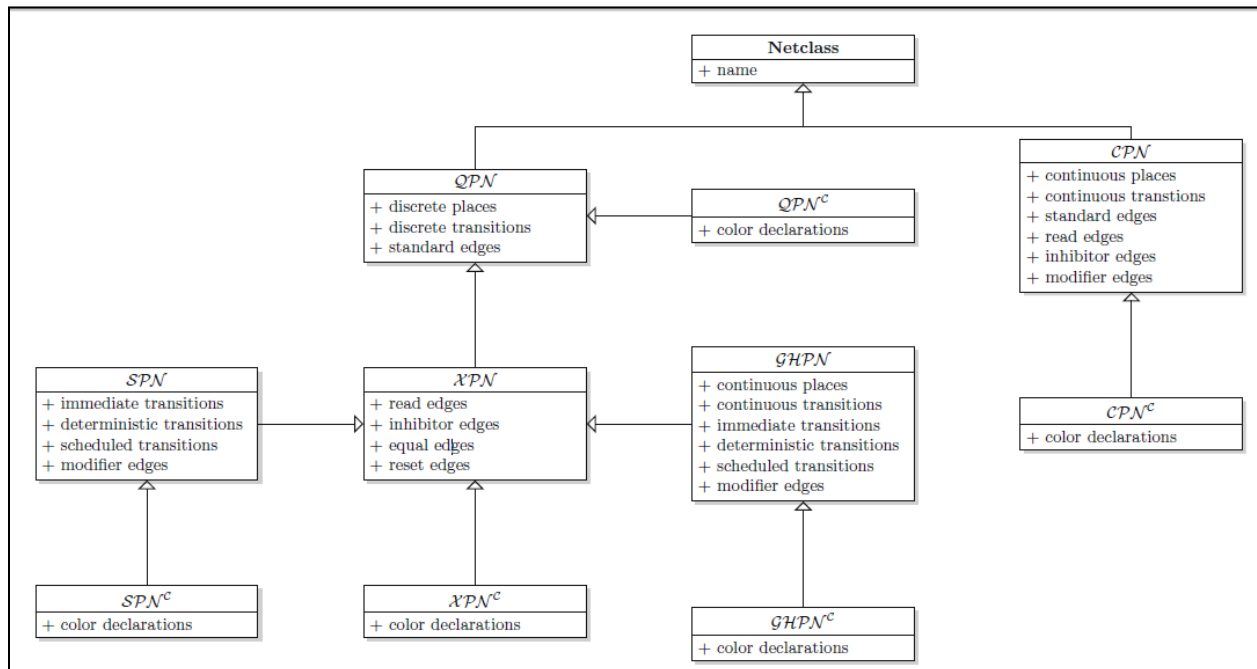 Netclass
+ name
𝒬𝒫𝒩
+ discrete places
+ discrete transitions
+ standard edges
𝒬𝒫𝒩^𝒞
+ color declarations
𝒞𝒫𝒩
+ continuous places
+ continuous transtions
+ standard edges
+ read edges
+ inhibitor edges
+ modifier edges
𝒮𝒫𝒩
+ immediate transitions
+ deterministic transitions
+ scheduled transitions
+ modifier edges
𝒳𝒫𝒩
+ read edges
+ inhibitor edges
+ equal edges
+ reset edges
𝒢ℋ𝒫𝒩
+ continuous places
+ continuous transitions
+ immediate transitions
+ deterministic transitions
+ scheduled transitions
+ modifier edges
𝒞𝒫𝒩^𝒞
+ color declarations
𝒮𝒫𝒩^𝒞
+ color declarations
𝒳𝒫𝒩^𝒞
+ color declarations
𝒢ℋ𝒫𝒩^𝒞
+ color declarations